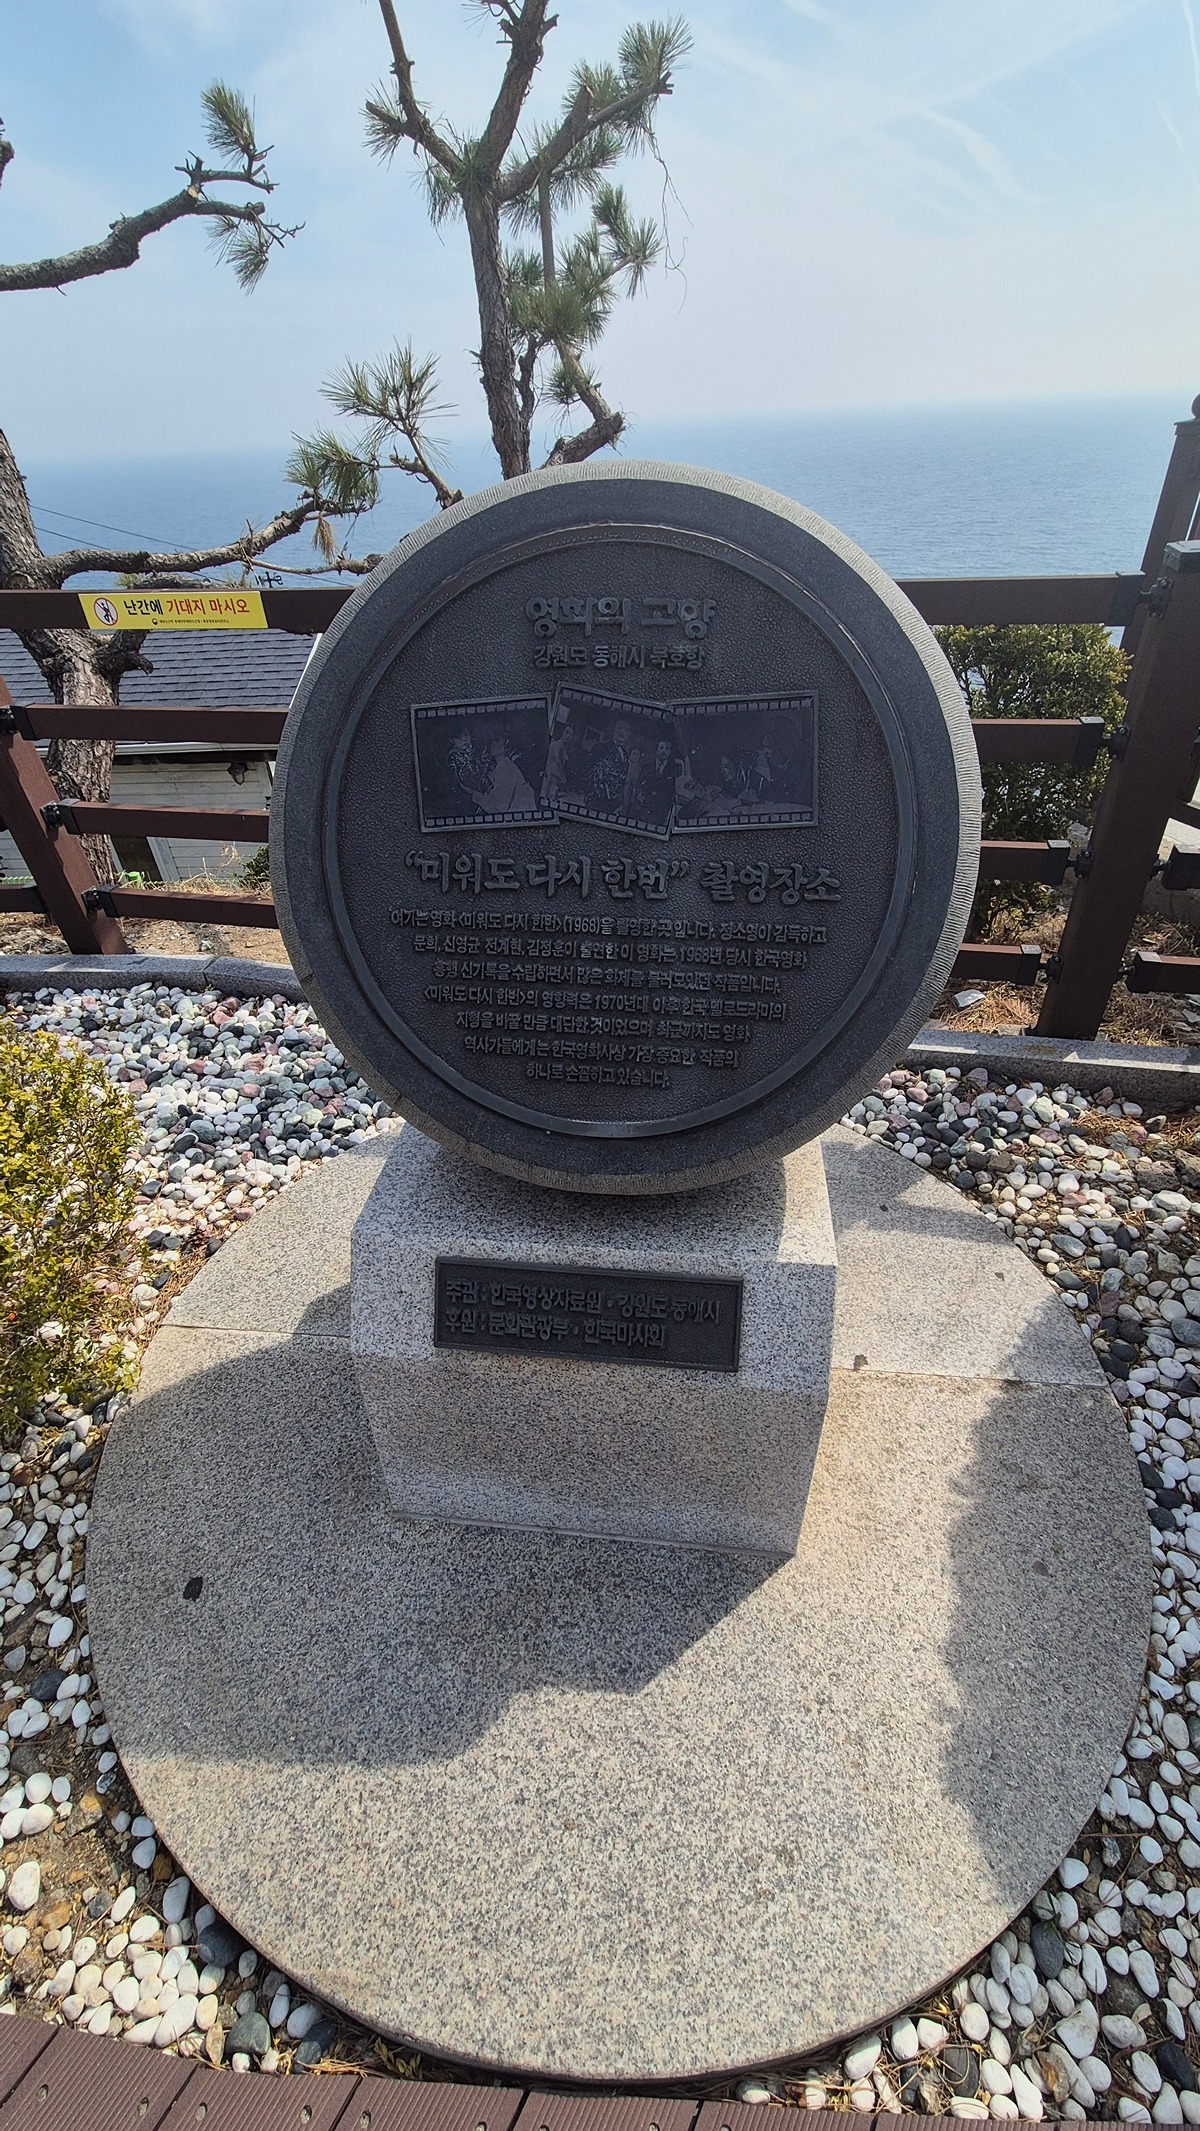 난간에 기대지 마시오
영화의 고향
강원도 동해시 묵호항
"미워도 다시 한번" 촬영장소
여기는 영화 <미워도 다시 한번>(1968)을 촬영한 곳 입니다. 정소영이 감독하고
문희, 신영균, 전계현, 김정훈이 출연한 이 영화는 1968년 당시 한국영화
흥행 신기록을 수립하면서 많은 화제를 불러모았던 작품입니다.
<미워도 다시 한번>의 영향력은 1970년대 이후 한국 멜로드라마의
지형을 바꿀 만큼 대단한 것이었으며 최근까지도 영화
역사가들에게는 한국영화사상 가장 중요한 작품의
하나로 손꼽히고 있습니다.
주관 : 한국영상자료원 · 강원도 동해시
후원 : 문화관광부 · 한국마사회